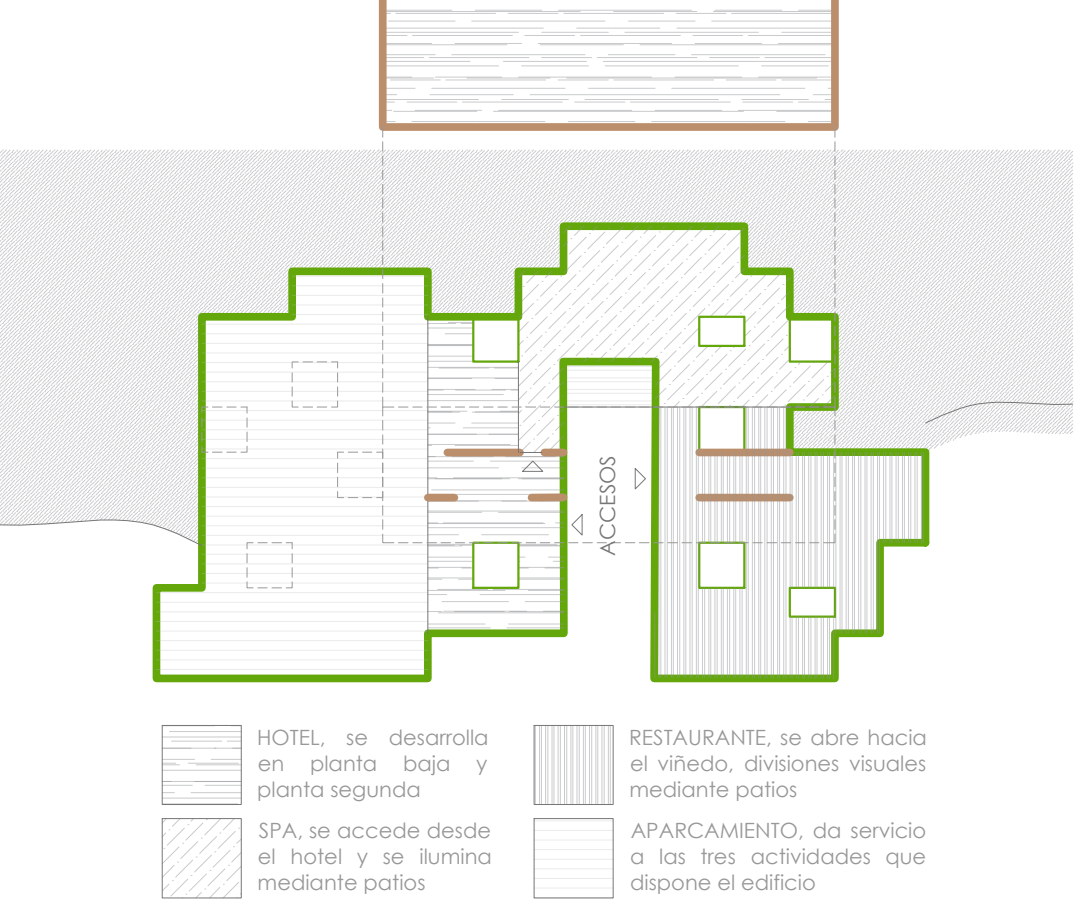 ACCESOS
HOTEL, se desarrolla
en planta baja y
planta segunda
RESTAURANTE, se abre hacia
el viñedo, divisiones visuales
mediante patios
SPA, se accede desde
el hotel y se ilumina
mediante patios
APARCAMIENTO, da servicio
a las tres actividades que
dispone el edificio